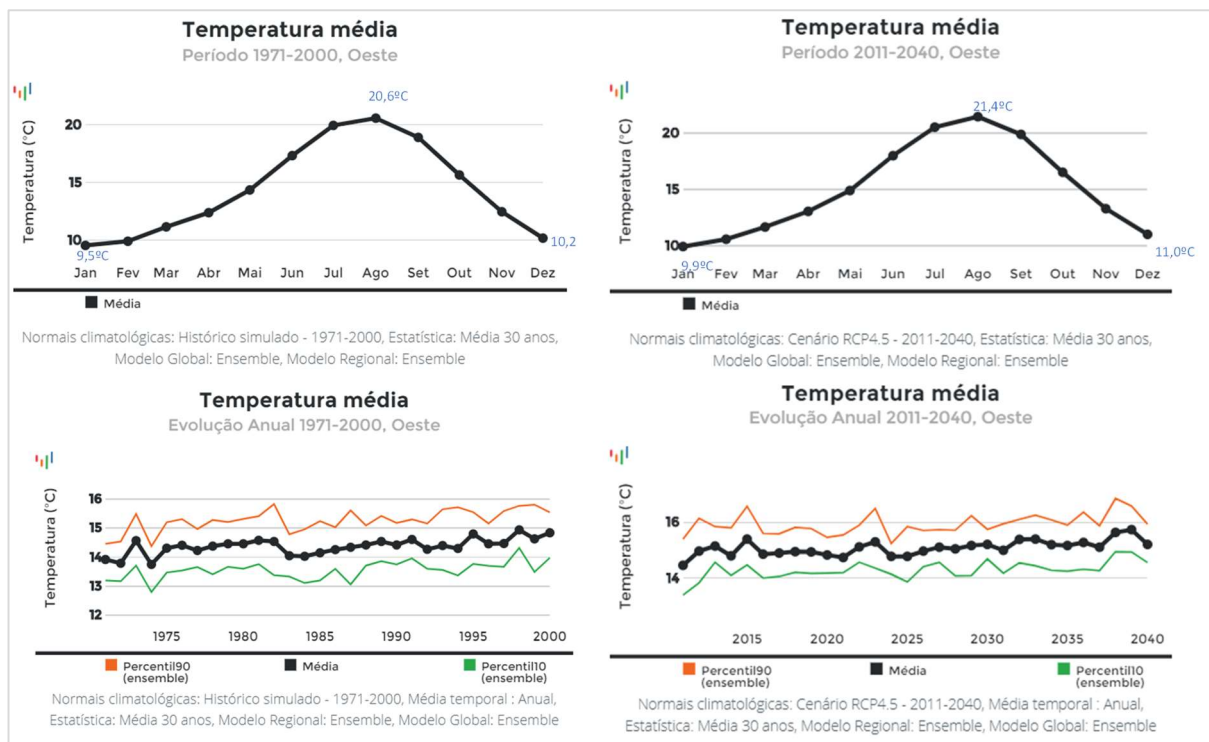 Temperatura média
Período 1971-2000, Oeste
20,6ºC
Temperatura (°C)
20
15
10
9,5ºC
10,2
Jan Fev Mar Abr Mai Jun Jul Ago Set Out Nov Dez
Média
Normais climatológicas: Histórico simulado - 1971-2000, Estatística: Média 30 anos,
Modelo Global: Ensemble, Modelo Regional: Ensemble
Temperatura média
Período 2011-2040, Oeste
21,4ºC
Temperatura (°C)
20
15
10
9,9ºC
11,0ºC
Jan Fev Mar Abr Mai Jun Jul Ago Set Out Nov Dez
Média
Normais climatológicas: Cenário RCP4.5 - 2011-2040, Estatística: Média 30 anos,
Modelo Global: Ensemble, Modelo Regional: Ensemble
Temperatura média
Evolução Anual 1971-2000, Oeste
Temperatura (°C)
16
15
14
13
12
1975 1980 1985 1990 1995 2000
Percentil90
(ensemble)
Média
Percentil10
(ensemble)
Normais climatológicas: Histórico simulado - 1971-2000, Média temporal : Anual,
Estatística: Média 30 anos, Modelo Regional: Ensemble, Modelo Global: Ensemble
Temperatura média
Evolução Anual 2011-2040, Oeste
Temperatura (°C)
16
14
2015 2020 2025 2030 2035 2040
Percentil90
(ensemble)
Média
Percentil10
(ensemble)
Normais climatológicas: Cenário RCP4.5 - 2011-2040, Média temporal : Anual,
Estatística: Média 30 anos, Modelo Regional: Ensemble, Modelo Global: Ensemble